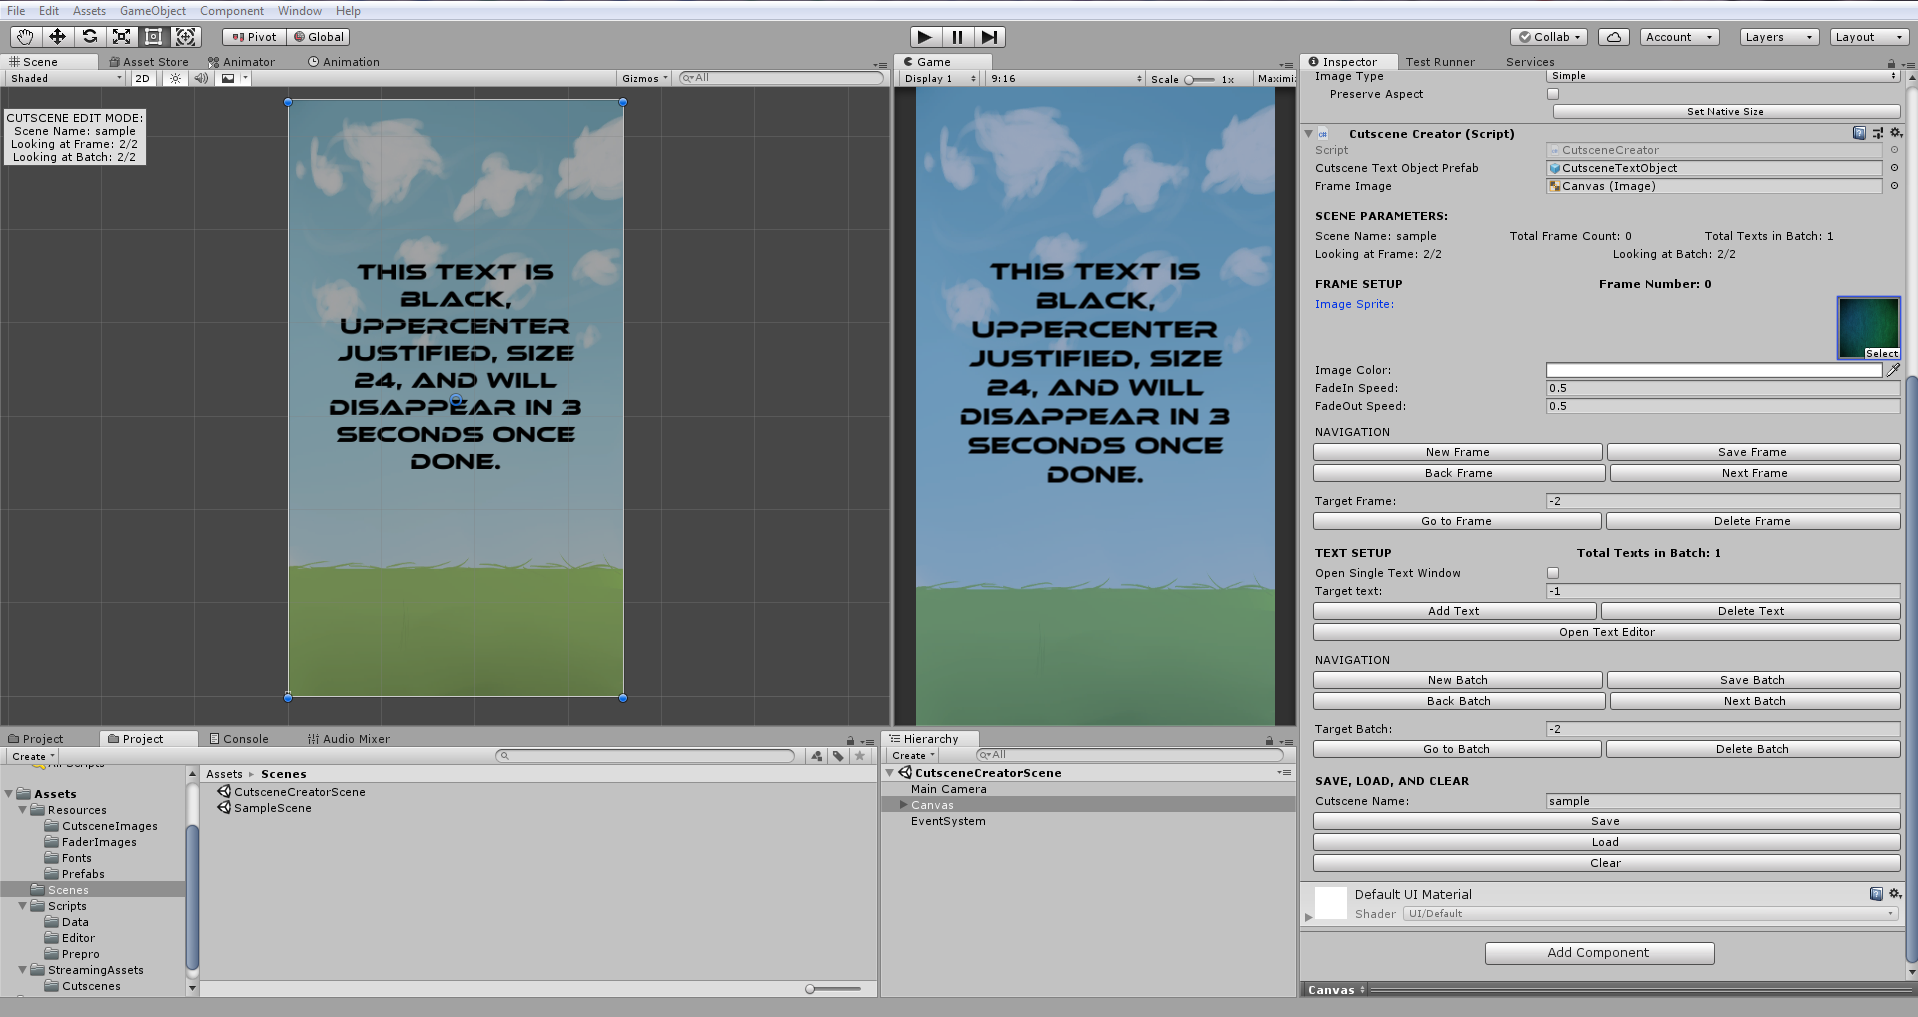 File Edit Assets GameObject Component Window Help
Pivot Global Collab Account Layers Layout
Scene Asset Store Animator Animation
Shaded 2D Gizmos All
CUTSCENE EDIT MODE:
Scene Name: sample
Looking at Frame: 2/2
Looking at Batch: 2/2
THIS TEXT IS
BLACK,
UPPERCENTER
JUSTIFIED, SIZE
24, AND WILL
DISAPPEAR IN 3
SECONDS ONCE
DONE.
Game
Display 1 9:16 Scale 1x Maximi
THIS TEXT IS
BLACK,
UPPERCENTER
JUSTIFIED, SIZE
24, AND WILL
DISAPPEAR IN 3
SECONDS ONCE
DONE.
Inspector Test Runner Services
Image Type Simple
Preserve Aspect
Set Native Size
Cutscene Creator (Script)
Script CutsceneCreator
Cutscene Text Object Prefab CutsceneTextObject
Frame Image Canvas (Image)
SCENE PARAMETERS:
Scene Name: sample Total Frame Count: 0 Total Texts in Batch: 1
Looking at Frame: 2/2 Looking at Batch: 2/2
FRAME SETUP Frame Number: 0
Image Sprite:
Select
Image Color:
FadeIn Speed: 0.5
FadeOut Speed: 0.5
NAVIGATION
New Frame Save Frame
Back Frame Next Frame
Target Frame: -2
Go to Frame Delete Frame
TEXT SETUP Total Texts in Batch: 1
Open Single Text Window
Target text: -1
Add Text Delete Text
Open Text Editor
NAVIGATION
New Batch Save Batch
Back Batch Next Batch
Target Batch: -2
Go to Batch Delete Batch
SAVE, LOAD, AND CLEAR
Cutscene Name: sample
Save
Load
Clear
Default UI Material
Shader UI/Default
Add Component
Canvas
Project Project Console Audio Mixer
Create
All Scripts
Assets
Resources
CutsceneImages
FaderImages
Fonts
Prefabs
Scenes
Scripts
Data
Editor
Prepro
StreamingAssets
Cutscenes
Assets Scenes
CutsceneCreatorScene
SampleScene
Hierarchy
Create All
CutsceneCreatorScene
Main Camera
Canvas
EventSystem